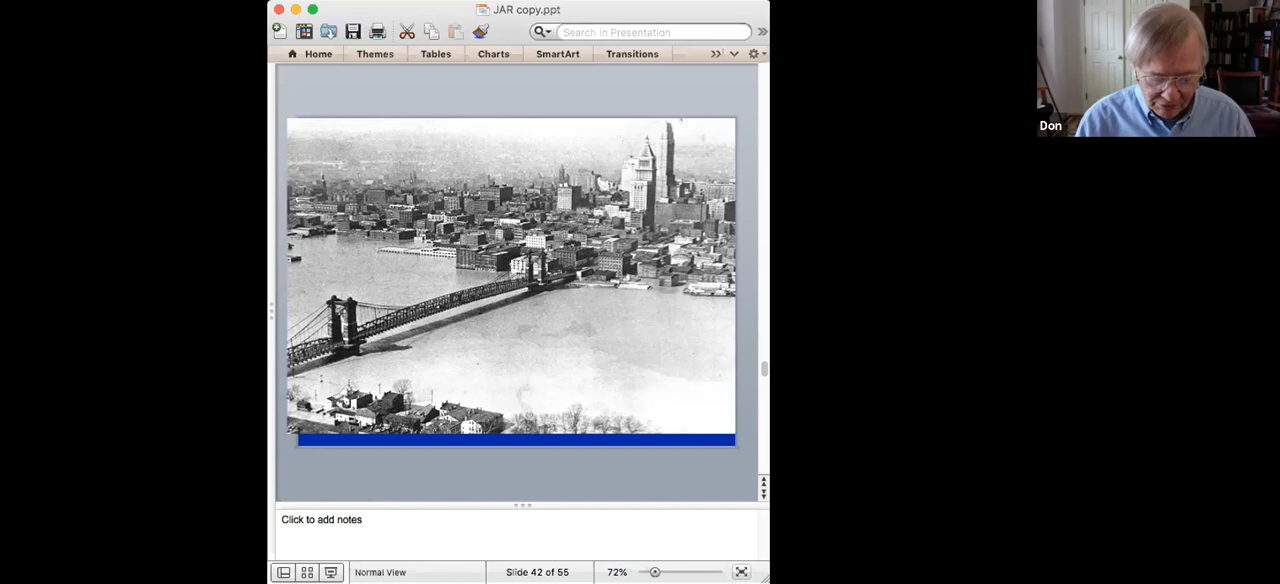 JAR copy.ppt
Search in Presentation
Home Themes Tables Charts SmartArt Transitions
Don
Click to add notes
Normal View Slide 42 of 55 72%